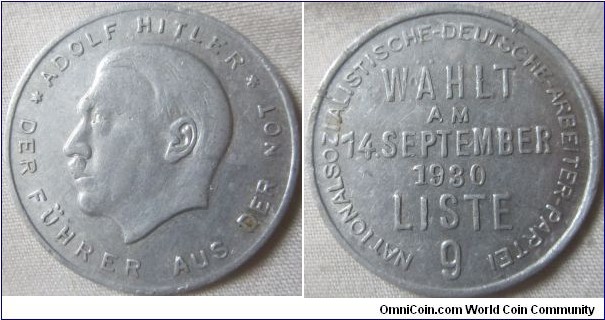 * ADOLF HITLER *
DER FÜHRER AUS DER NOT
NATIONALSOZIALISTISCHE-DEUTSCHE-ARBEITER-PARTEI
WAHLT
AM
14.SEPTEMBER
1930
LISTE
9
OmniCoin.com World Coin Community